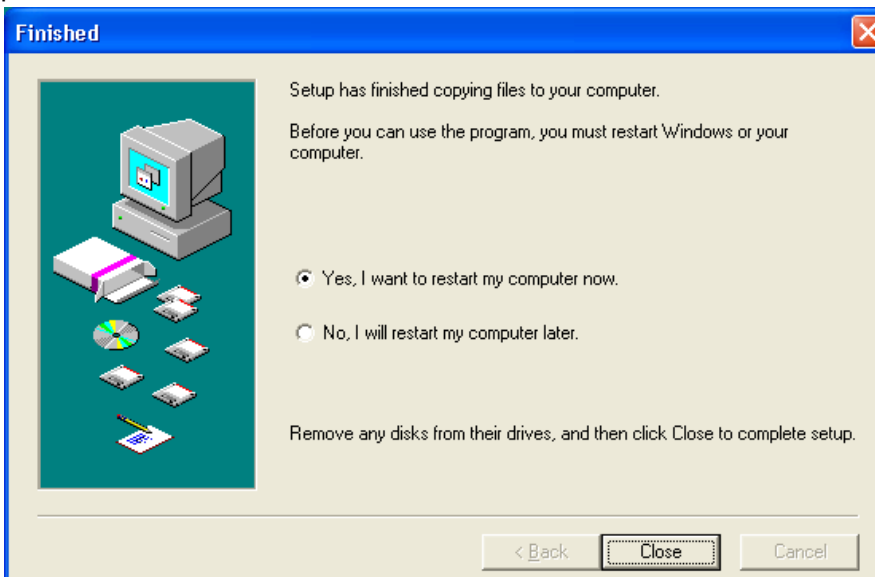 Finished
Setup has finished copying files to your computer.
Before you can use the program, you must restart Windows or your
computer.
Yes, I want to restart my computer now.
No, I will restart my computer later.
Remove any disks from their drives, and then click Close to complete setup.
< Back Close Cancel